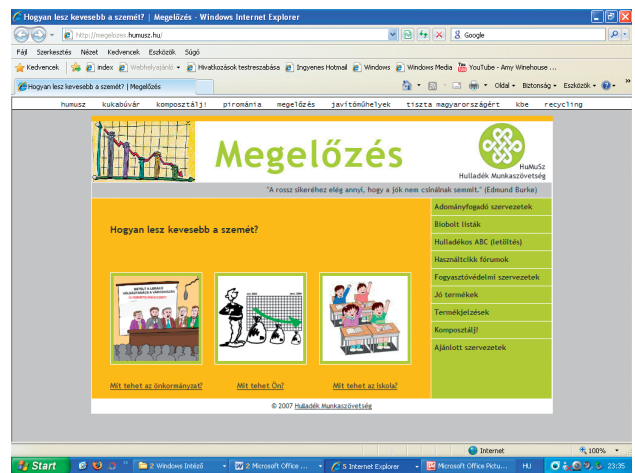 Hogyan lesz kevesebb a szemét? | Megelőzés - Windows Internet Explorer
http://megelozes.humusz.hu/
Google
Fájl Szerkesztés Nézet Kedvencek Eszközök Súgó
Kedvencek index Webhelyajánló Hivatkozások testreszabása Ingyenes Hotmail Windows Windows Media YouTube - Amy Winehouse ...
Hogyan lesz kevesebb a szemét? | Megelőzés
Oldal Biztonság Eszközök
humusz kukabúvár komposztálj! pirománia megelőzés javítóműhelyek tiszta magyarországért kbe recycling
Megelőzés
HuMuSz
Hulladék Munkaszövetség
"A rossz sikeréhez elég annyi, hogy a jók nem csinálnak semmit." (Edmund Burke)
Hogyan lesz kevesebb a szemét?
Adományfogadó szervezetek
Biobolt listák
Hulladékos ABC (letöltés)
Használtcikk fórumok
Fogyasztóvédelmi szervezetek
Jó termékek
Termékjelzések
Komposztálj!
Ajánlott szervezetek
Mit tehet az önkormányzat?
Mit tehet Ön?
Mit tehet az iskola?
© 2007 Hulladék Munkaszövetség
Internet
100%
Start
2 Windows Intéző
2 Microsoft Office ...
5 Internet Explorer
Microsoft Office Pictu...
HU
23:35